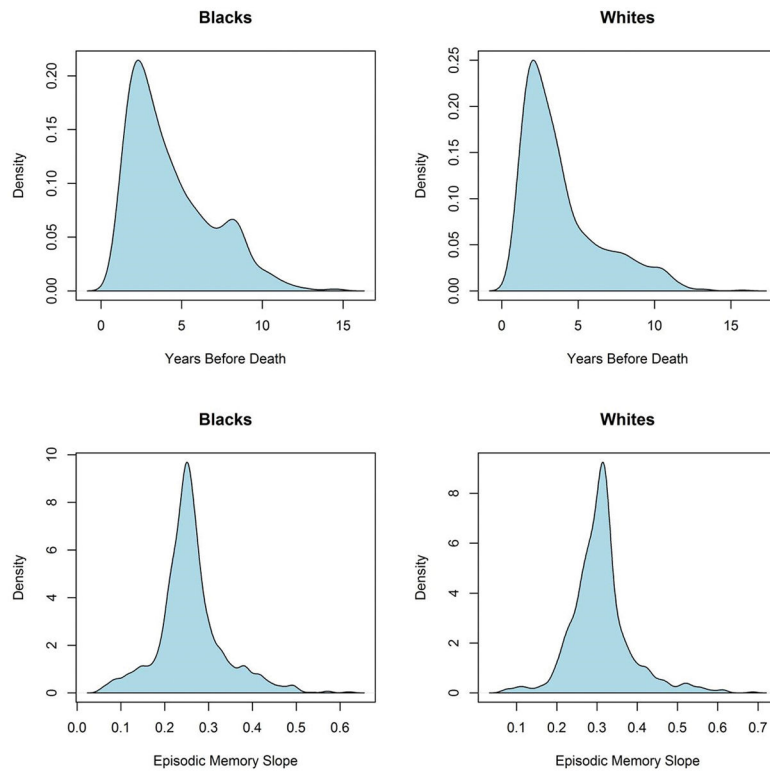 Blacks
Whites
Density
0.00 0.05 0.10 0.15 0.20
0 5 10 15
Years Before Death
Density
0.00 0.05 0.10 0.15 0.20 0.25
0 5 10 15
Years Before Death
Blacks
Whites
Density
0 2 4 6 8 10
0.0 0.1 0.2 0.3 0.4 0.5 0.6
Episodic Memory Slope
Density
0 2 4 6 8
0.1 0.2 0.3 0.4 0.5 0.6 0.7
Episodic Memory Slope